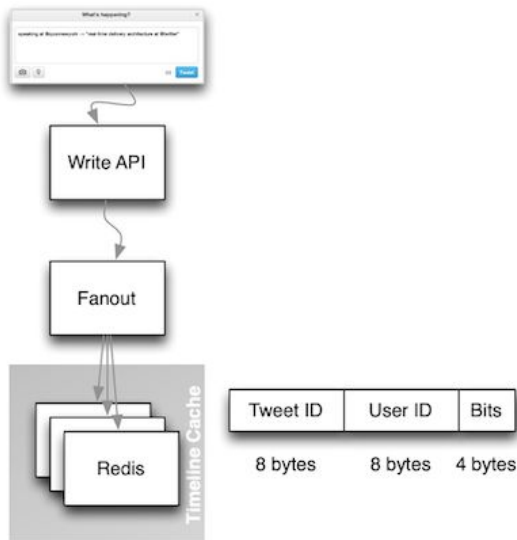 What's happening?
Tweet
Write API
Fanout
Timeline Cache
Redis
Tweet ID User ID Bits
8 bytes 8 bytes 4 bytes